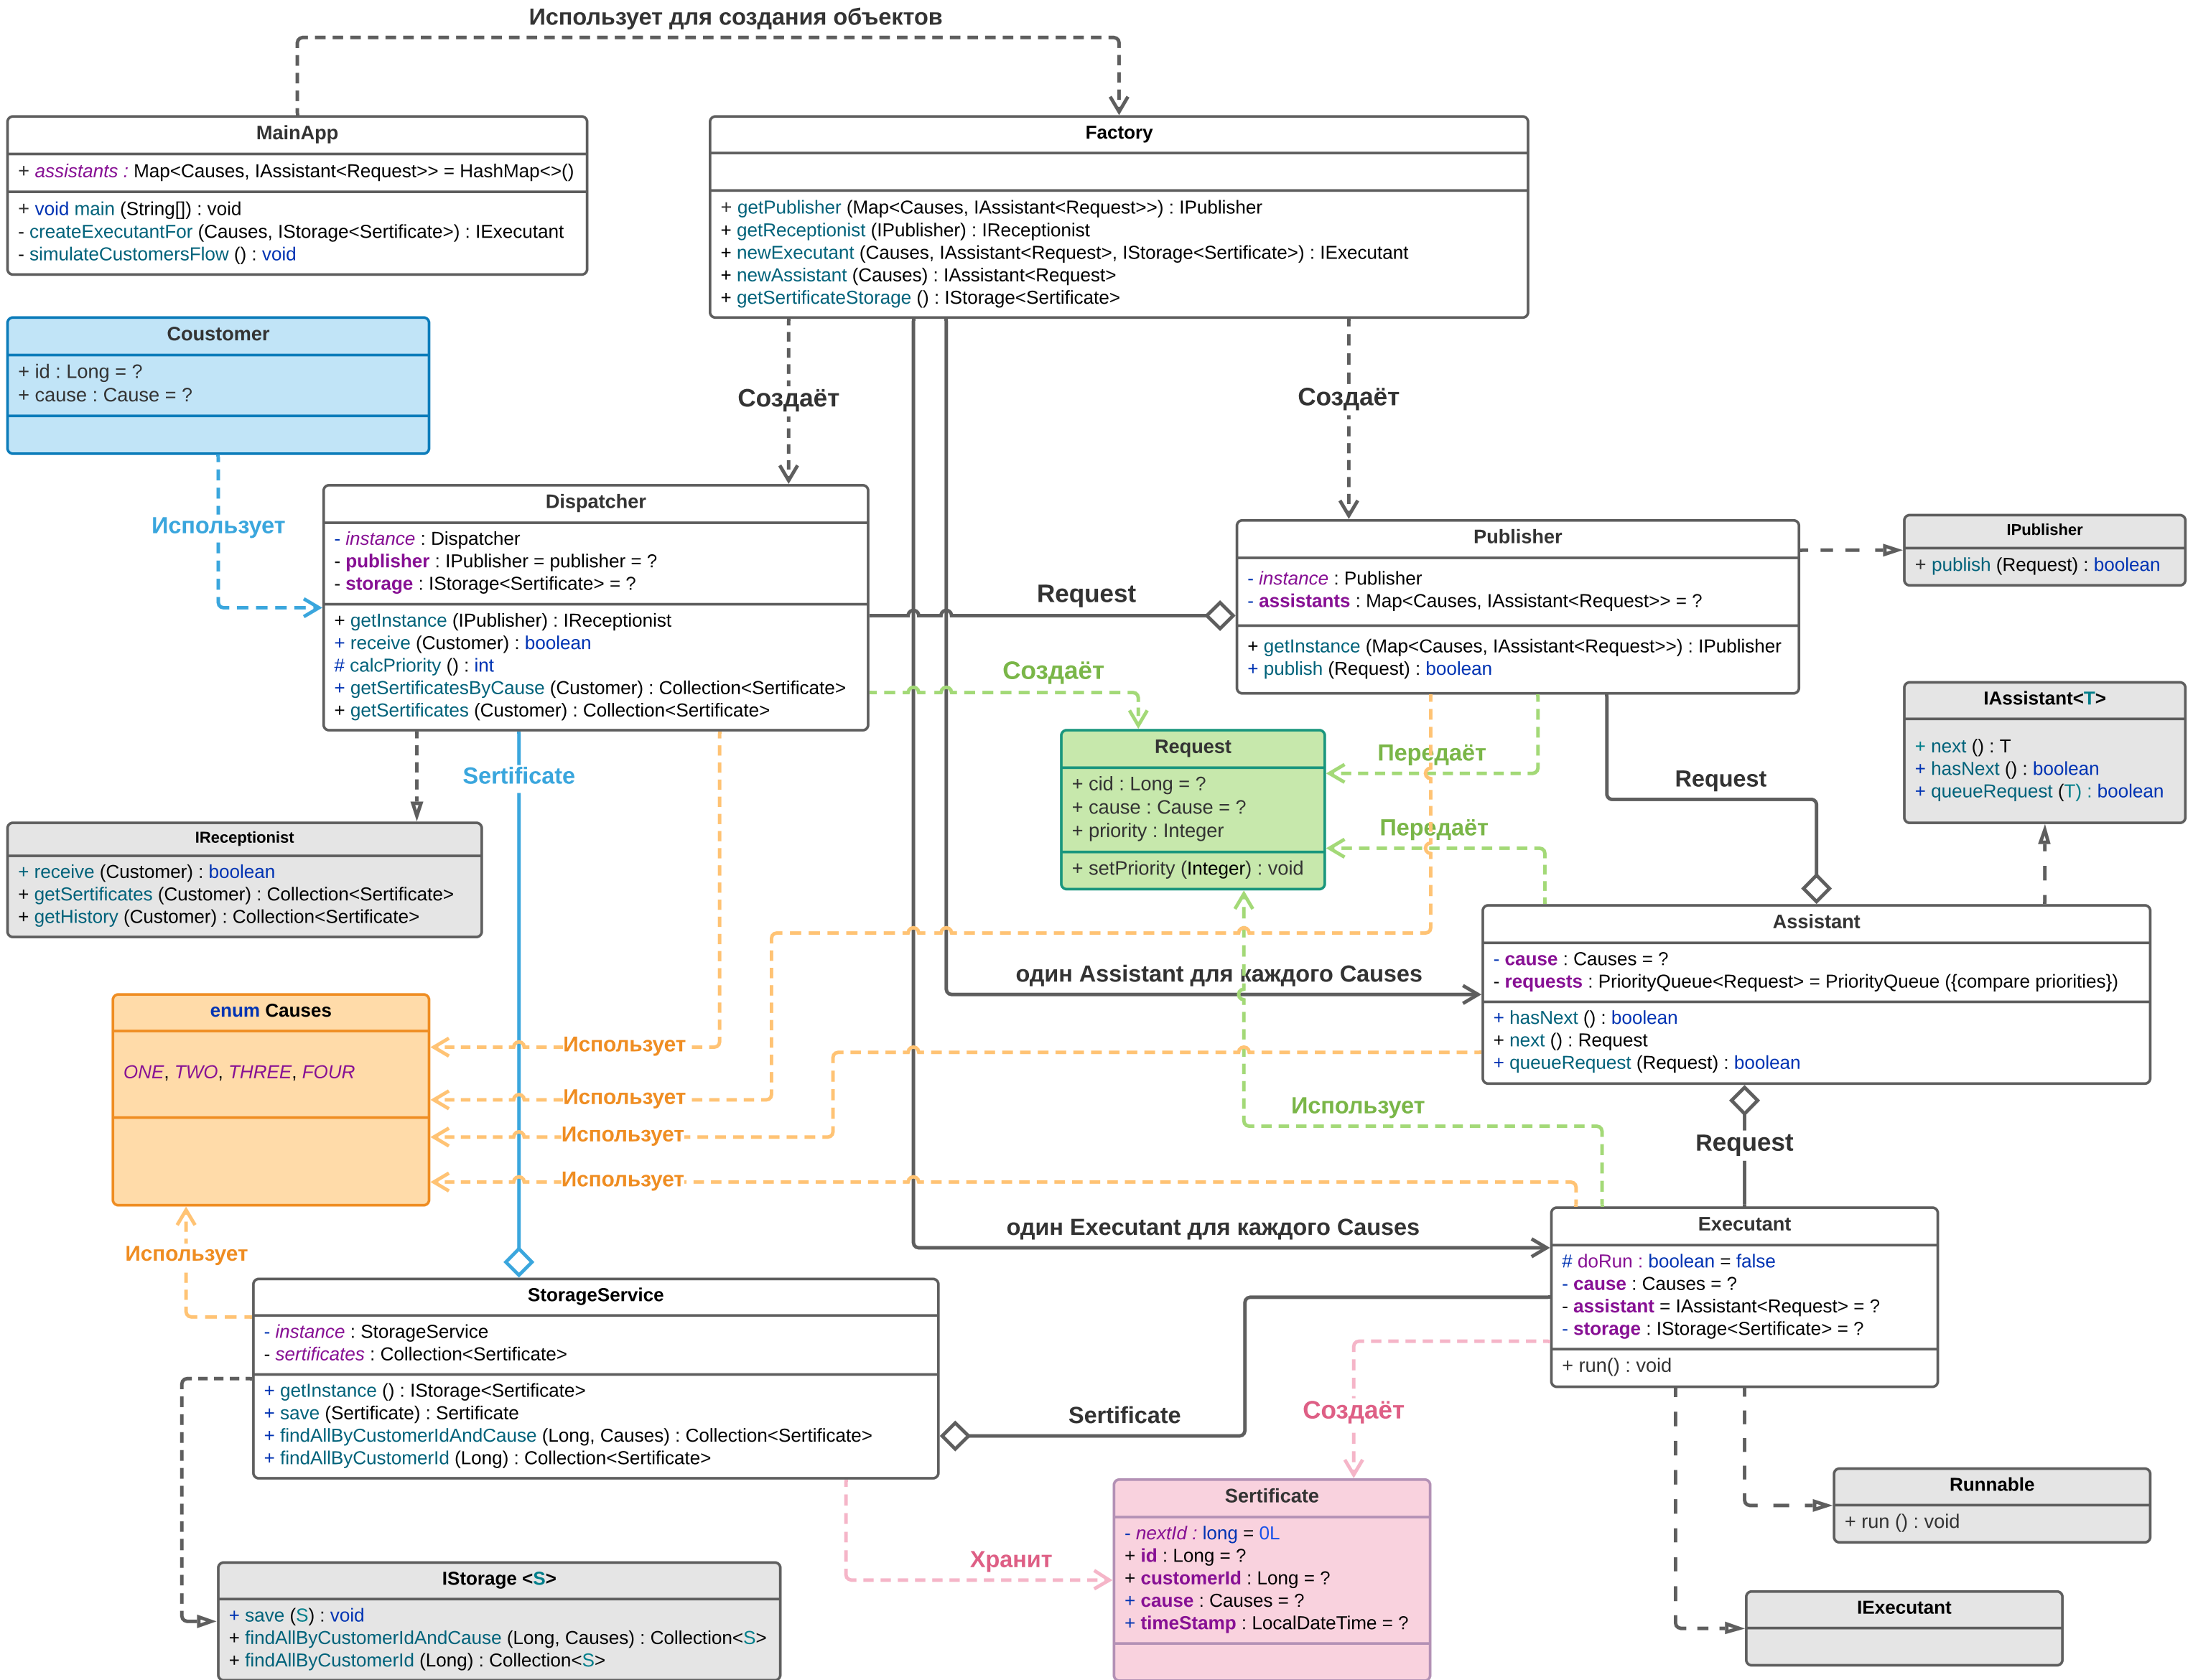 Использует для создания объектов
MainApp
+ assistants : Map<Causes, IAssistant<Request>> = HashMap<>()
+ void main (String[]) : void
- createExecutantFor (Causes, IStorage<Sertificate>) : IExecutant
- simulateCustomersFlow () : void
Factory
+ getPublisher (Map<Causes, IAssistant<Request>>) : IPublisher
+ getReceptionist (IPublisher) : IReceptionist
+ newExecutant (Causes, IAssistant<Request>, IStorage<Sertificate>) : IExecutant
+ newAssistant (Causes) : IAssistant<Request>
+ getSertificateStorage () : IStorage<Sertificate>
Coustomer
+ id : Long = ?
+ cause : Cause = ?
Создаёт
Создаёт
Использует
Dispatcher
- instance : Dispatcher
- publisher : IPublisher = publisher = ?
- storage : IStorage<Sertificate> = ?
+ getInstance (IPublisher) : IReceptionist
+ receive (Customer) : boolean
# calcPriority () : int
+ getSertificatesByCause (Customer) : Collection<Sertificate>
+ getSertificates (Customer) : Collection<Sertificate>
Request
Publisher
- instance : Publisher
- assistants : Map<Causes, IAssistant<Request>> = ?
+ getInstance (Map<Causes, IAssistant<Request>>) : IPublisher
+ publish (Request) : boolean
IPublisher
+ publish (Request) : boolean
Создаёт
Request
+ cid : Long = ?
+ cause : Cause = ?
+ priority : Integer
+ setPriority (Integer) : void
Передаёт
Передаёт
Request
IAssistant<T>
+ next () : T
+ hasNext () : boolean
+ queueRequest (T) : boolean
Sertificate
IReceptionist
+ receive (Customer) : boolean
+ getSertificates (Customer) : Collection<Sertificate>
+ getHistory (Customer) : Collection<Sertificate>
один Assistant для каждого Causes
Assistant
- cause : Causes = ?
- requests : PriorityQueue<Request> = PriorityQueue ({compare priorities})
+ hasNext () : boolean
+ next () : Request
+ queueRequest (Request) : boolean
enum Causes
ONE, TWO, THREE, FOUR
Использует
Использует
Использует
Использует
Использует
Использует
Request
один Executant для каждого Causes
Executant
# doRun : boolean = false
- cause : Causes = ?
- assistant = IAssistant<Request> = ?
- storage : IStorage<Sertificate> = ?
+ run() : void
StorageService
- instance : StorageService
- sertificates : Collection<Sertificate>
+ getInstance () : IStorage<Sertificate>
+ save (Sertificate) : Sertificate
+ findAllByCustomerIdAndCause (Long, Causes) : Collection<Sertificate>
+ findAllByCustomerId (Long) : Collection<Sertificate>
Sertificate
Создаёт
Хранит
Sertificate
- nextId : long = 0L
+ id : Long = ?
+ customerId : Long = ?
+ cause : Causes = ?
+ timeStamp : LocalDateTime = ?
Runnable
+ run () : void
IExecutant
IStorage <S>
+ save (S) : void
+ findAllByCustomerIdAndCause (Long, Causes) : Collection<S>
+ findAllByCustomerId (Long) : Collection<S>